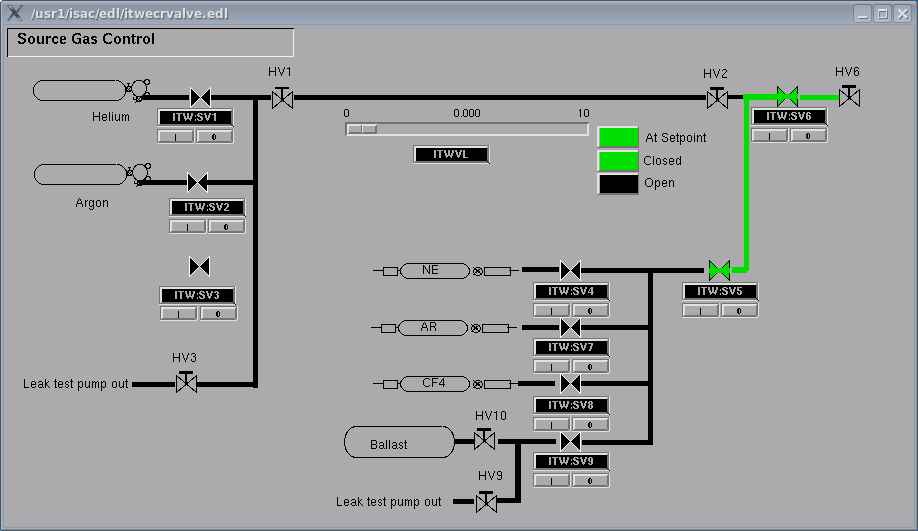 /usr1/isac/edl/itwecrvalve.edl
Source Gas Control
HV1
HV2
HV6
Helium
ITW:SV1
I 0
0 0.000 10
ITWVL
At Setpoint
Closed
Open
ITW:SV6
I 0
Argon
ITW:SV2
I 0
ITW:SV3
I 0
NE
ITW:SV4
I 0
ITW:SV5
I 0
AR
ITW:SV7
I 0
HV3
Leak test pump out
CF4
ITW:SV8
I 0
HV10
Ballast
ITW:SV9
I 0
HV9
Leak test pump out